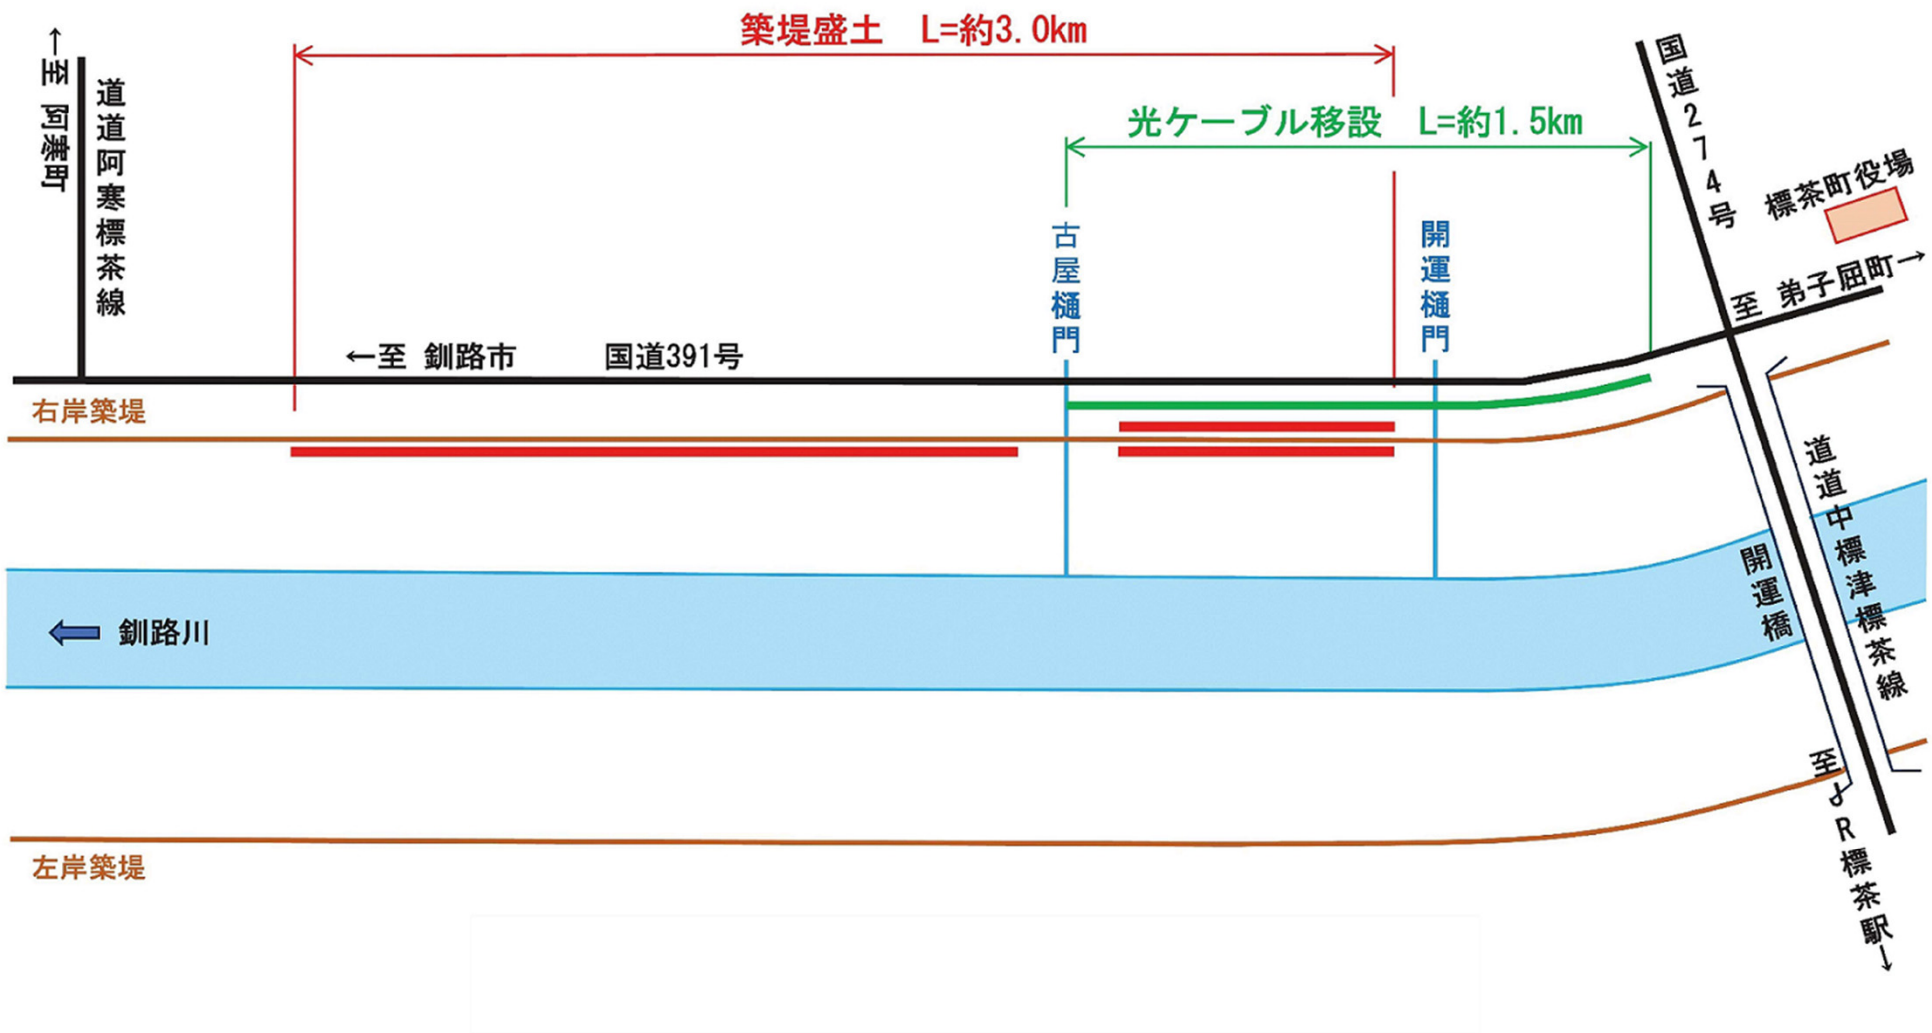 築堤盛土　L=約3.0km
光ケーブル移設　L=約1.5km
←至 阿寒町
道道阿寒標茶線
国道274号
標茶町役場
至 弟子屈町→
古屋樋門
開運樋門
←至 釧路市
国道391号
右岸築堤
道道中標津標茶線
開運橋
釧路川
至JR標茶駅→
左岸築堤